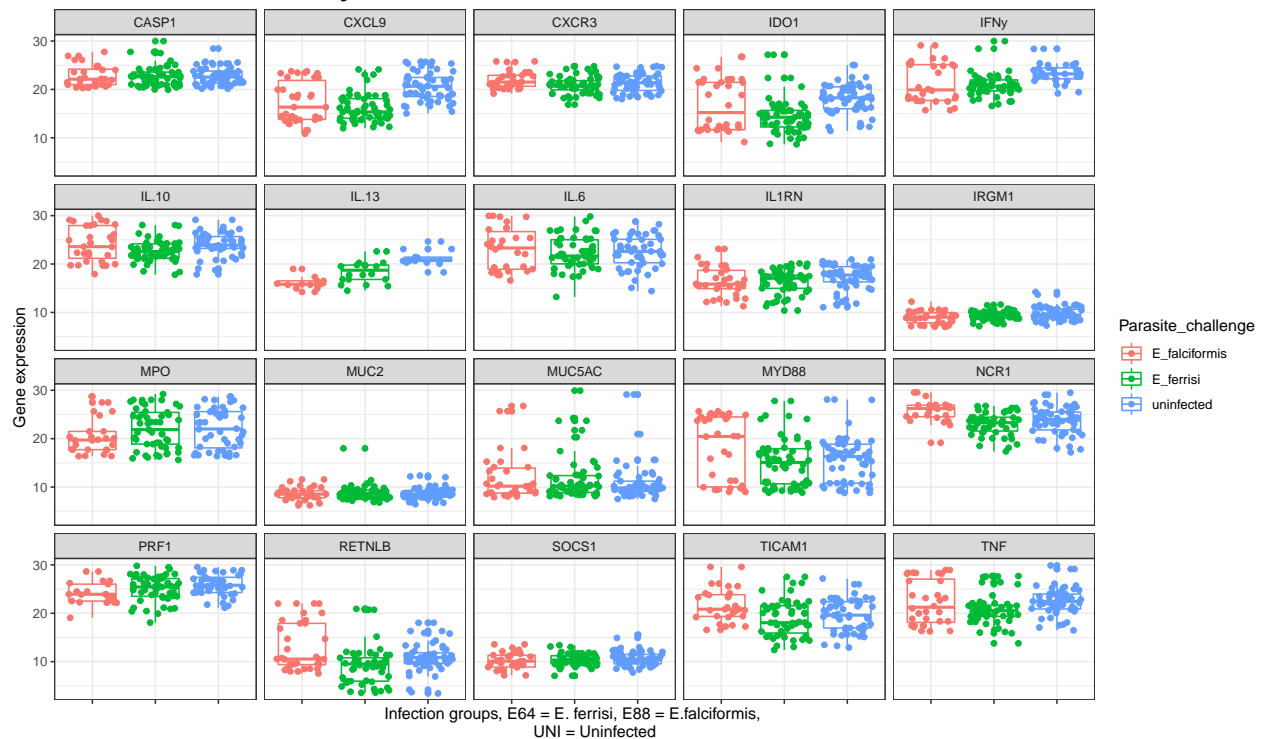 CASP1 CXCL9 CXCR3 IDO1 IFNy
30
20
10
IL.10 IL.13 IL.6 IL1RN IRGM1
30
20
10
MPO MUC2 MUC5AC MYD88 NCR1
30
20
10
PRF1 RETNLB SOCS1 TICAM1 TNF
30
20
10
Gene expression
Infection groups, E64 = E. ferrisi, E88 = E.falciformis,
UNI = Uninfected
Parasite_challenge
E_falciformis
E_ferrisi
uninfected